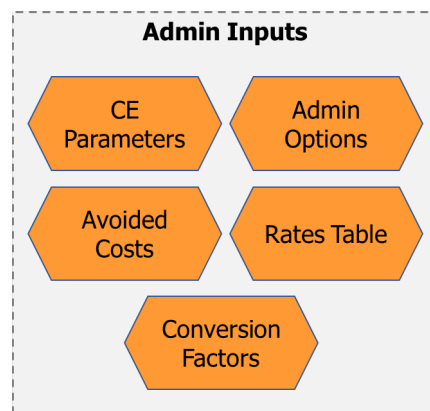 Admin Inputs
CE
Parameters
Admin
Options
Avoided
Costs
Rates Table
Conversion
Factors